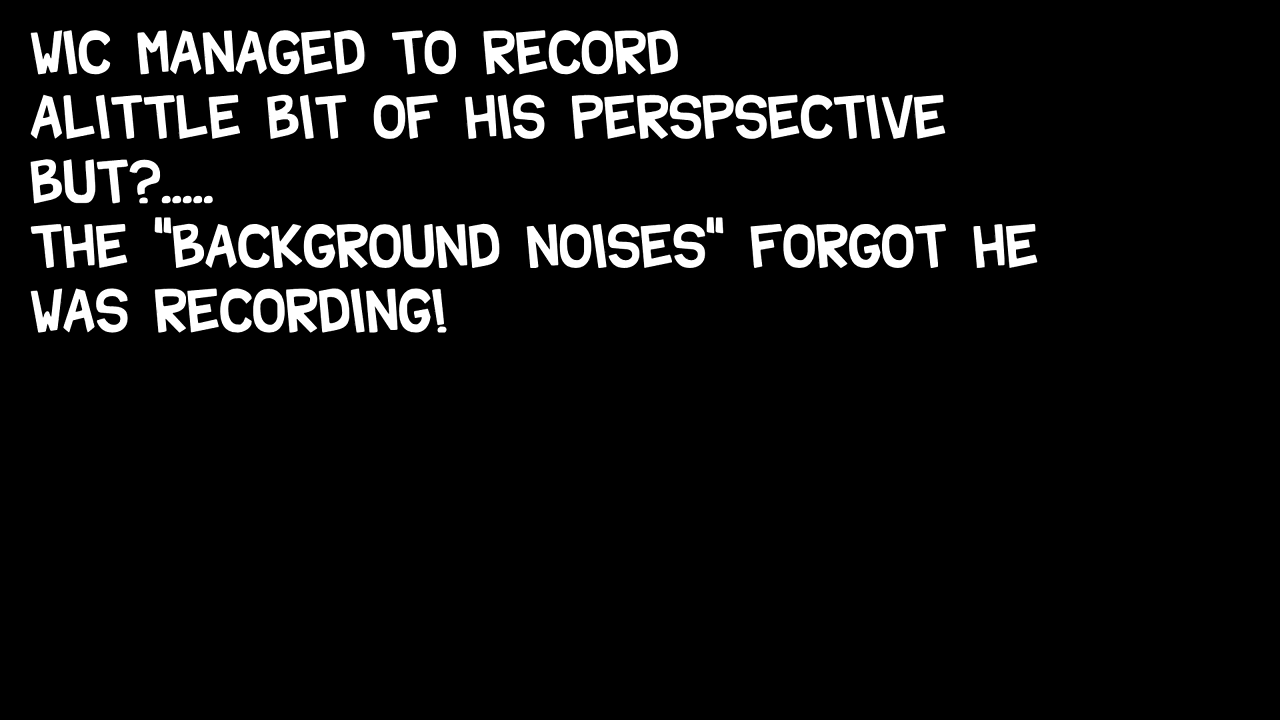 WIC MANAGED TO RECORD
ALITTLE BIT OF HIS PERSPSECTIVE
BUT?.....
THE "BACKGROUND NOISES" FORGOT HE
WAS RECORDING!